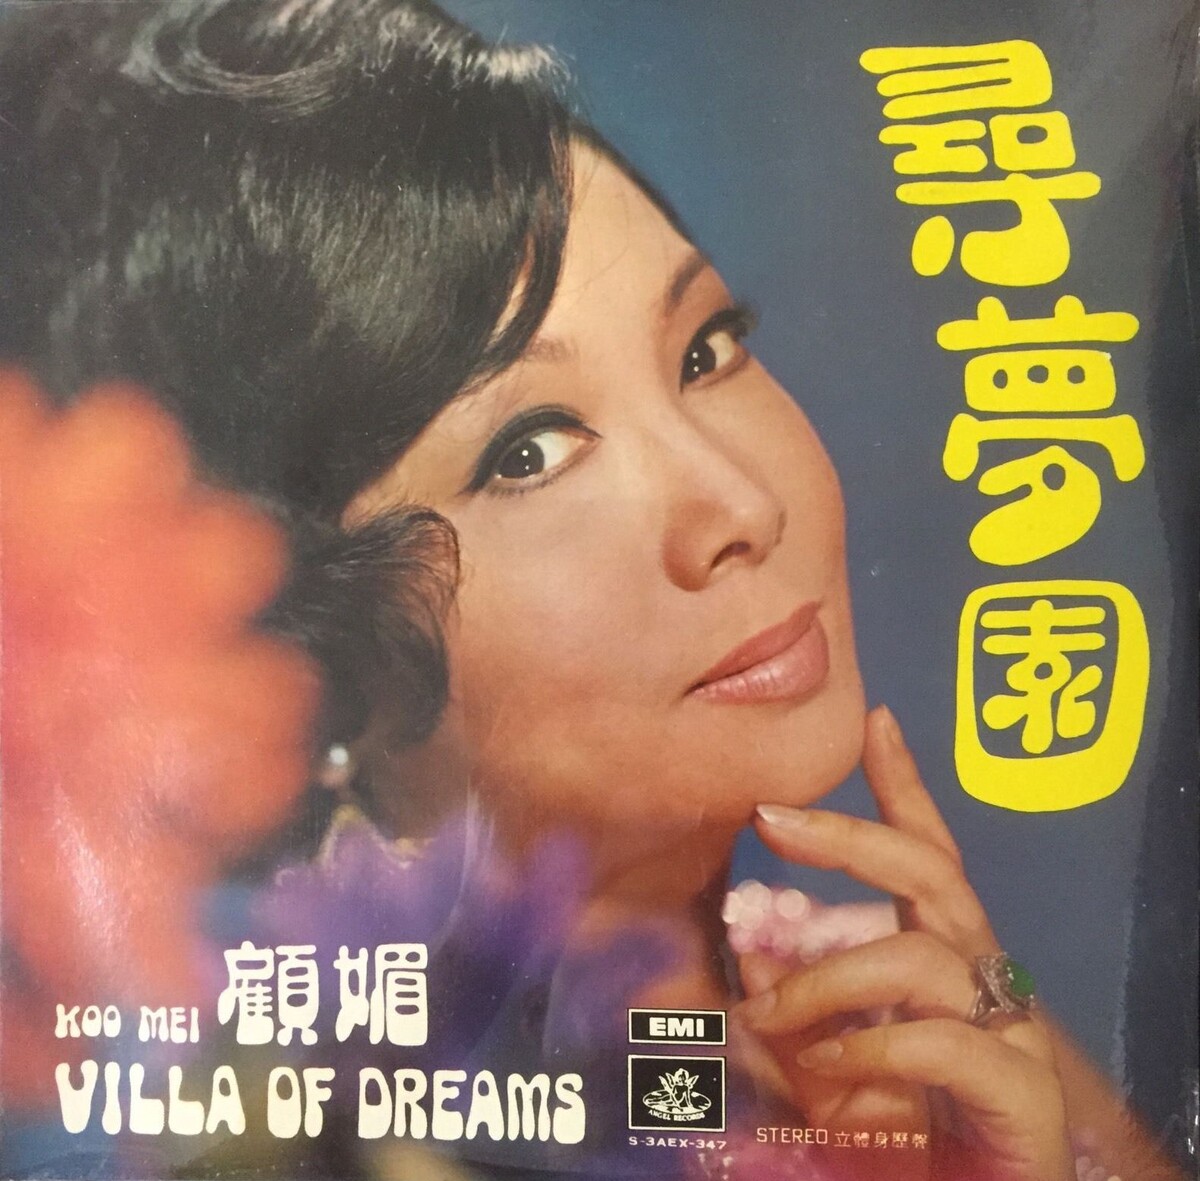 尋夢園
KOO MEI 顧媚
VILLA OF DREAMS
EMI
ANGEL RECORDS
S-3AEX-347
STEREO 立體身歷聲